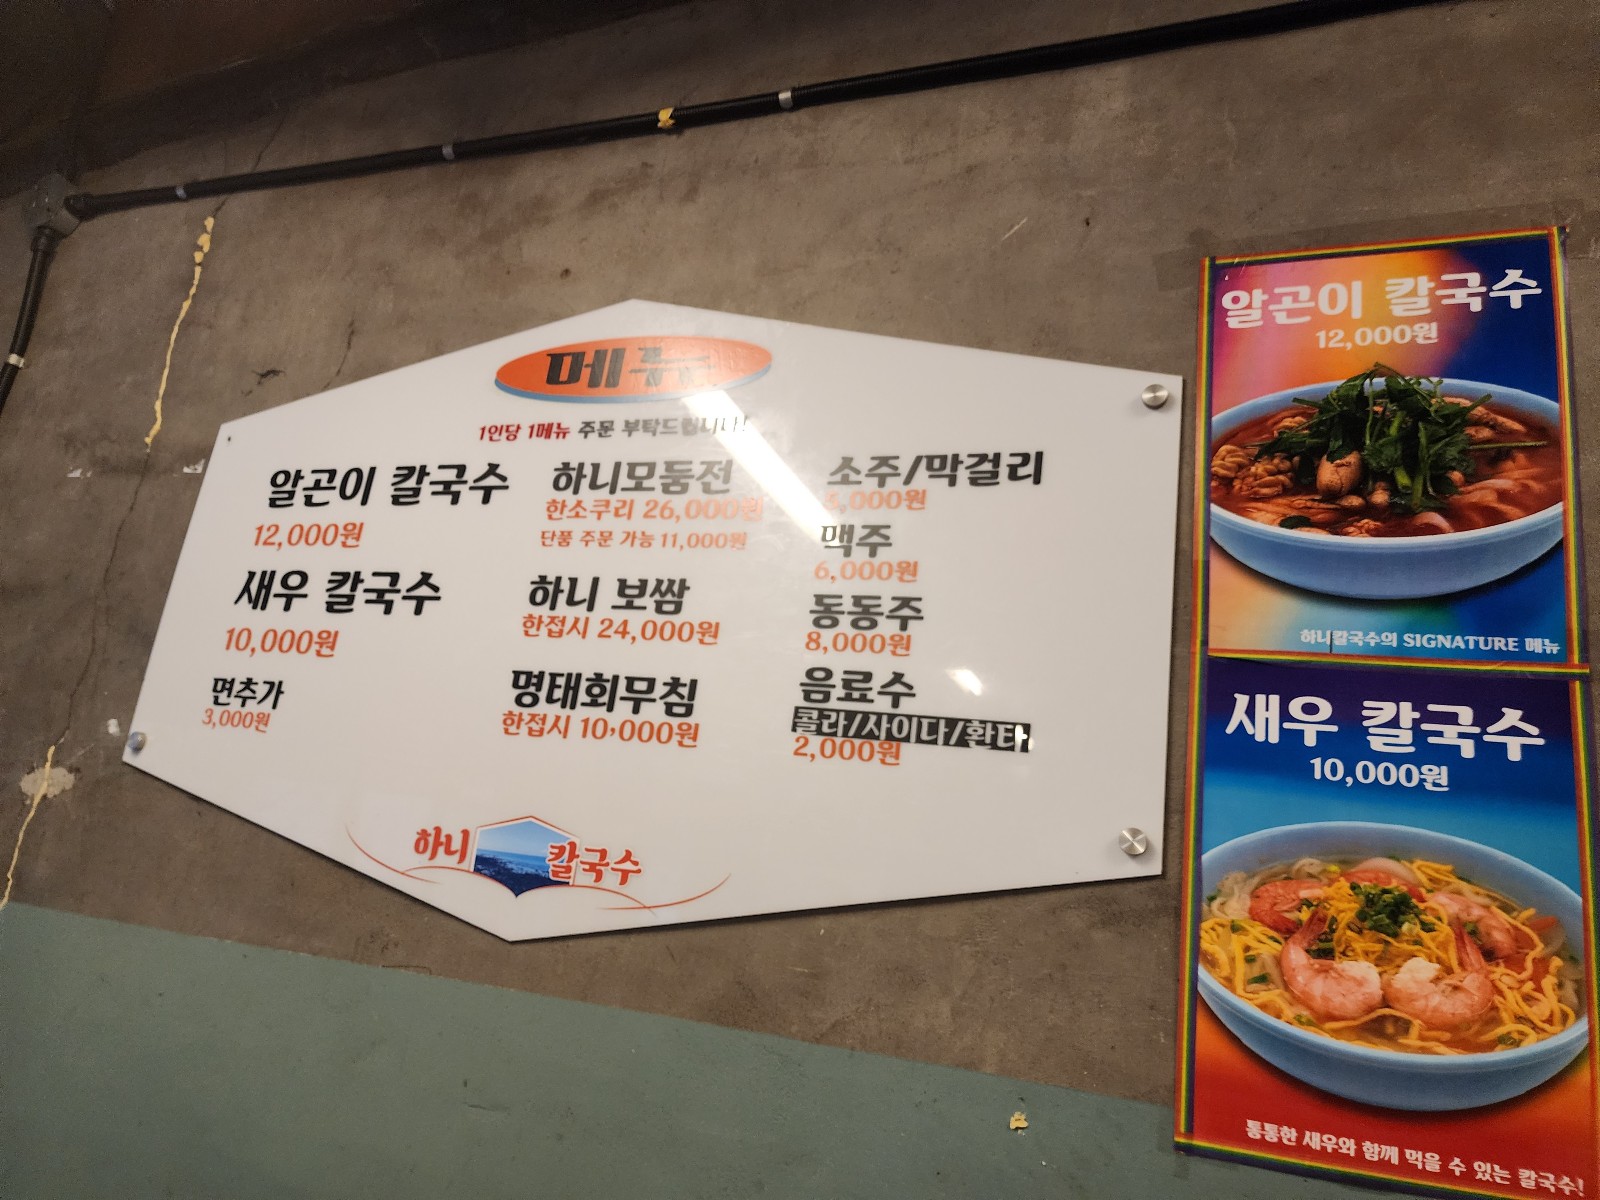 메뉴
1인당 1메뉴 주문 부탁드립니다!
알곤이 칼국수
12,000원
새우 칼국수
10,000원
면추가
3,000원
하니모둠전
한소쿠리 26,000원
단품 주문 가능 11,000원
하니 보쌈
한접시 24,000원
명태회무침
한접시 10,000원
소주/막걸리
맥주
6,000원
동동주
8,000원
음료수
콜라/사이다/환타
2,000원
하니 칼국수
알곤이 칼국수
12,000원
하니칼국수의 SIGNATURE 메뉴
새우 칼국수
10,000원
통통한 새우와 함께 먹을 수 있는 칼국수!